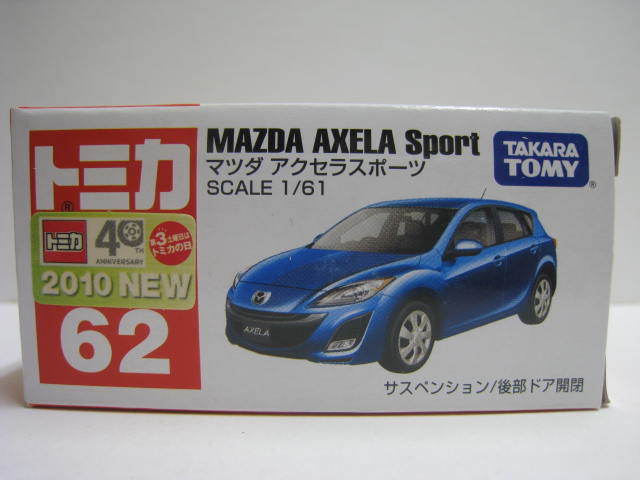 トミカ
®
トミカ
40TH
ANNIVERSARY
第3土曜日は
トミカの日
2010 NEW
62
MAZDA AXELA Sport
マツダ アクセラスポーツ
SCALE 1/61
TAKARA
TOMY
®
AXELA
サスペンション/後部ドア開閉